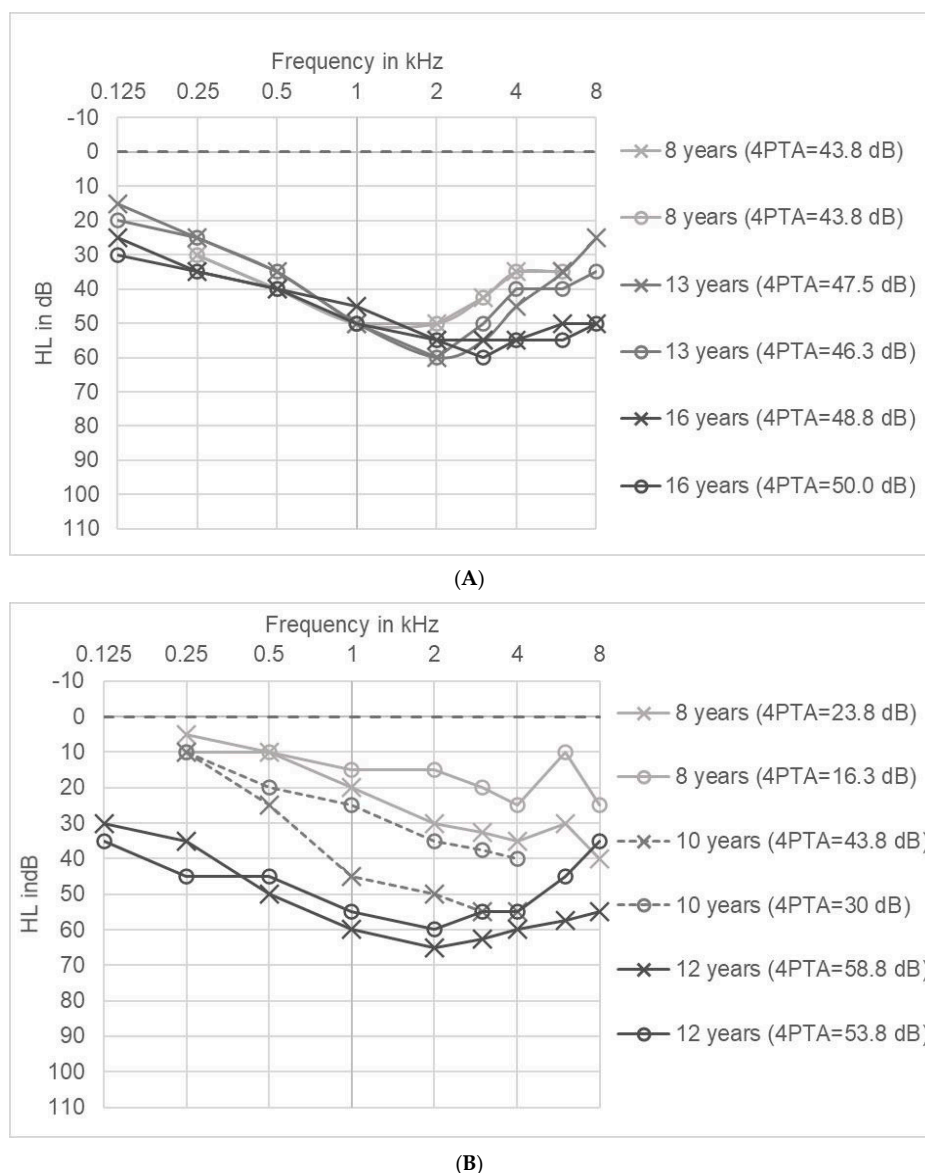 Frequency in kHz
0.125 0.25 0.5 1 2 4 8
-10
0
10
20
30
40
50
60
70
80
90
100
110
HL in dB
8 years (4PTA=43.8 dB)
8 years (4PTA=43.8 dB)
13 years (4PTA=47.5 dB)
13 years (4PTA=46.3 dB)
16 years (4PTA=48.8 dB)
16 years (4PTA=50.0 dB)
(A)
Frequency in kHz
0.125 0.25 0.5 1 2 4 8
-10
0
10
20
30
40
50
60
70
80
90
100
110
HL indB
8 years (4PTA=23.8 dB)
8 years (4PTA=16.3 dB)
10 years (4PTA=43.8 dB)
10 years (4PTA=30 dB)
12 years (4PTA=58.8 dB)
12 years (4PTA=53.8 dB)
(B)